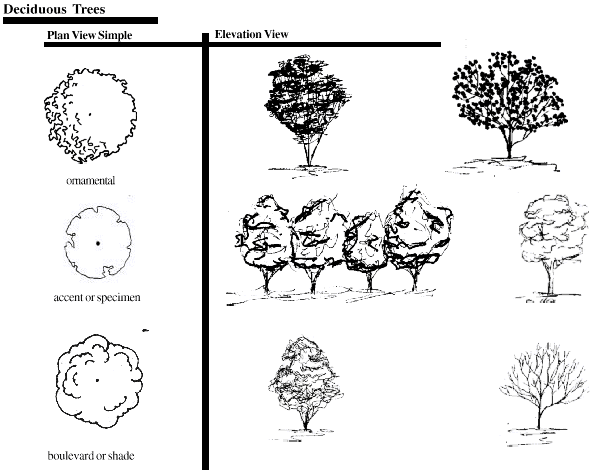 Deciduous Trees
Plan View Simple
Elevation View
ornamental
accent or specimen
boulevard or shade